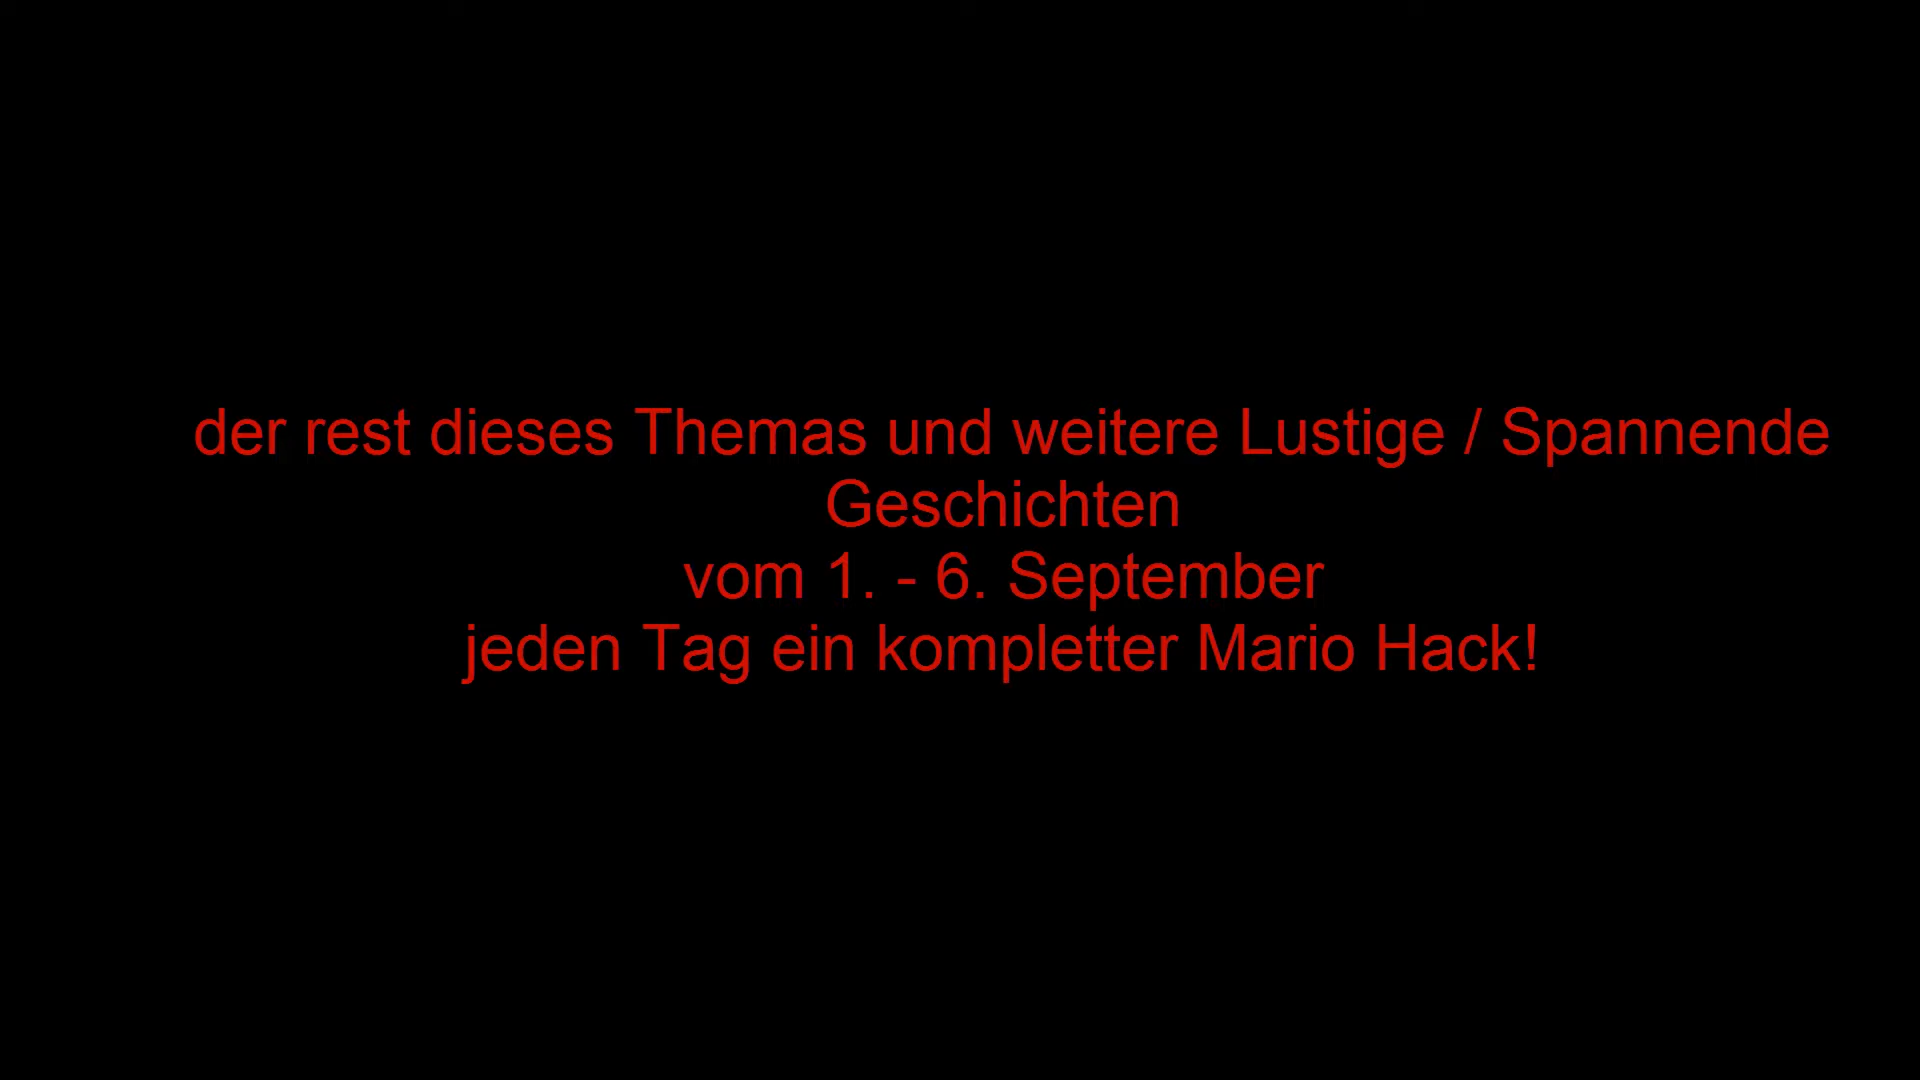 der rest dieses Themas und weitere Lustige / Spannende
Geschichten
vom 1. - 6. September
jeden Tag ein kompletter Mario Hack!